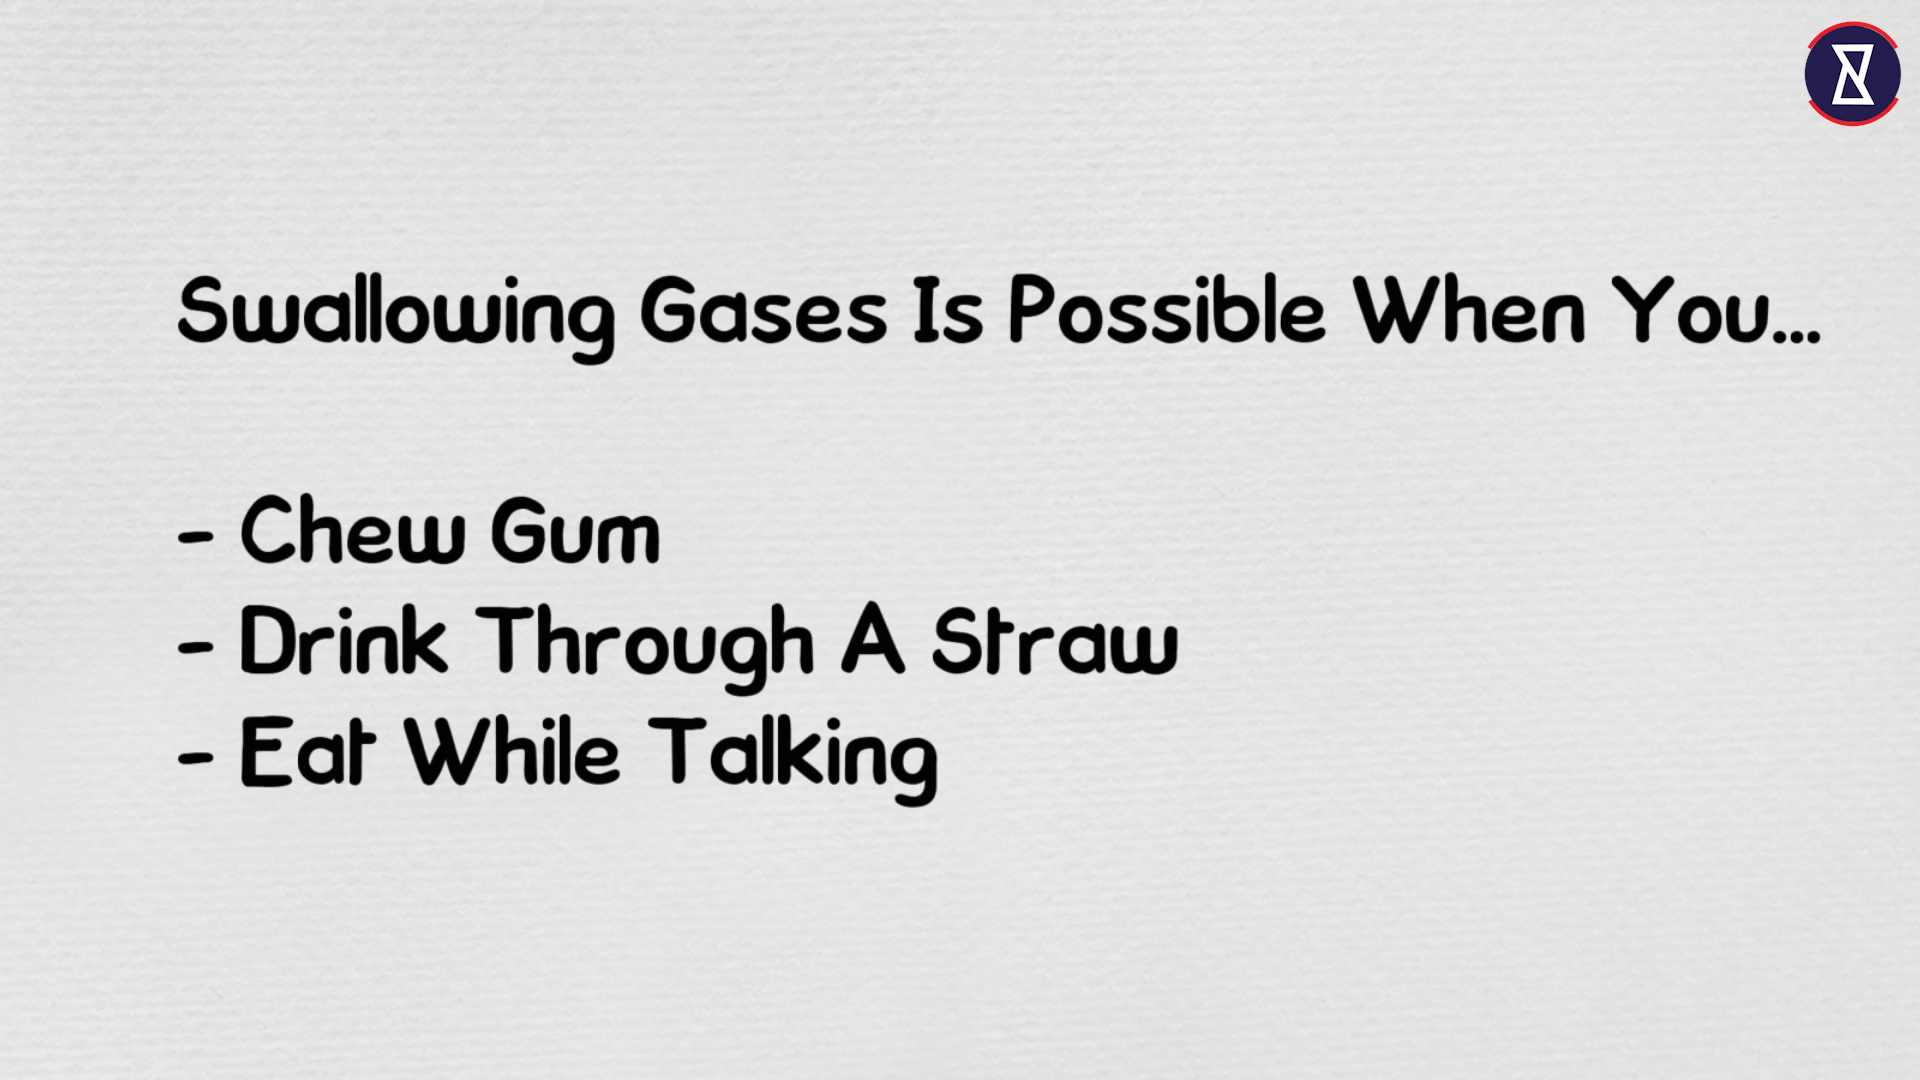 Swallowing Gases Is Possible When You...
- Chew Gum
- Drink Through A Straw
- Eat While Talking